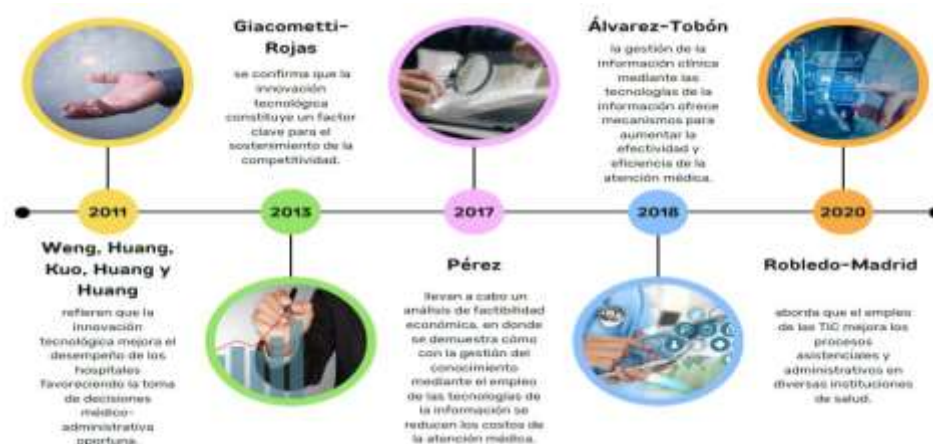 Giacometti-
Rojas
se confirma que la
innovación
tecnológica
constituye un factor
clave para el
sostenimiento de la
competitividad.
Álvarez-Tobón
la gestión de la
información clínica
mediante las
tecnologías de la
información ofrece
mecanismos para
aumentar la
efectividad y
eficiencia de la
atención médica.
2011
2013
2017
2018
2020
Weng, Huang,
Kuo, Huang y
Huang
refieren que la
innovación
tecnológica mejora el
desempeño de los
hospitales
favoreciendo la toma
de decisiones
médico-
administrativa
oportuna.
Pérez
llevan a cabo un
análisis de factibilidad
económica, en donde
se demuestra cómo
con la gestión del
conocimiento
mediante el empleo
de las tecnologías de
la información se
reducen los costos de
la atención médica.
Robledo-Madrid
aborda que el empleo
de las TIC mejora los
procesos
asistenciales y
administrativos en
diversas instituciones
de salud.